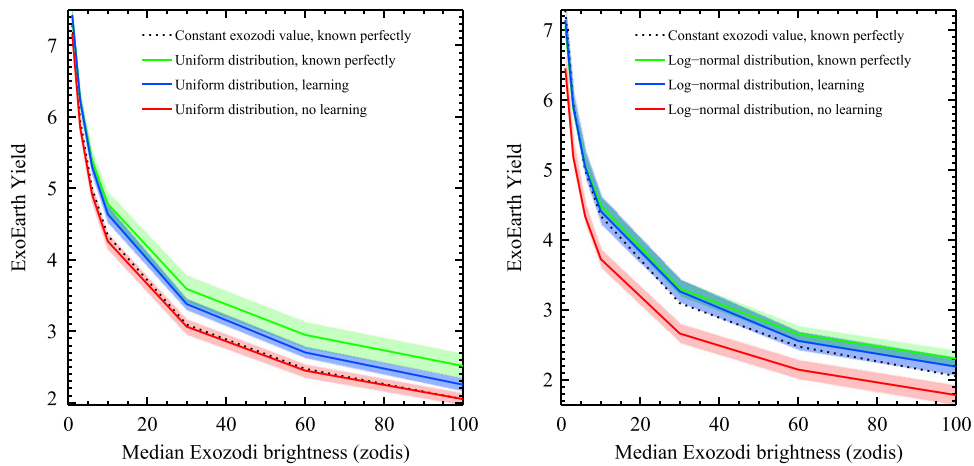 7
6
5
4
3
2
ExoEarth Yield
Constant exozodi value, known perfectly
Uniform distribution, known perfectly
Uniform distribution, learning
Uniform distribution, no learning
0 20 40 60 80 100
Median Exozodi brightness (zodis)
7
6
5
4
3
2
ExoEarth Yield
Constant exozodi value, known perfectly
Log−normal distribution, known perfectly
Log−normal distribution, learning
Log−normal distribution, no learning
0 20 40 60 80 100
Median Exozodi brightness (zodis)